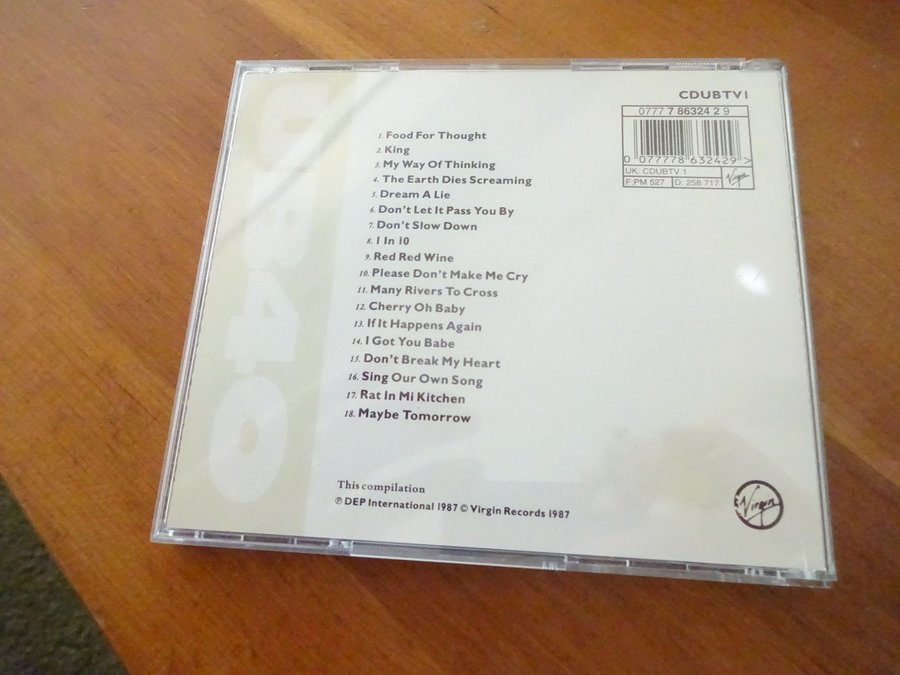 UB40
CDUBTV1
0777 7 86324 2 9
0 077778 632429 >
UK: CDUBTV 1
F:PM 527 D: 258 717 Virgin
1. Food For Thought
2. King
3. My Way Of Thinking
4. The Earth Dies Screaming
5. Dream A Lie
6. Don't Let It Pass You By
7. Don't Slow Down
8. 1 In 10
9. Red Red Wine
10. Please Don't Make Me Cry
11. Many Rivers To Cross
12. Cherry Oh Baby
13. If It Happens Again
14. I Got You Babe
15. Don't Break My Heart
16. Sing Our Own Song
17. Rat In Mi Kitchen
18. Maybe Tomorrow
This compilation
℗ DEP International 1987 © Virgin Records 1987
Virgin